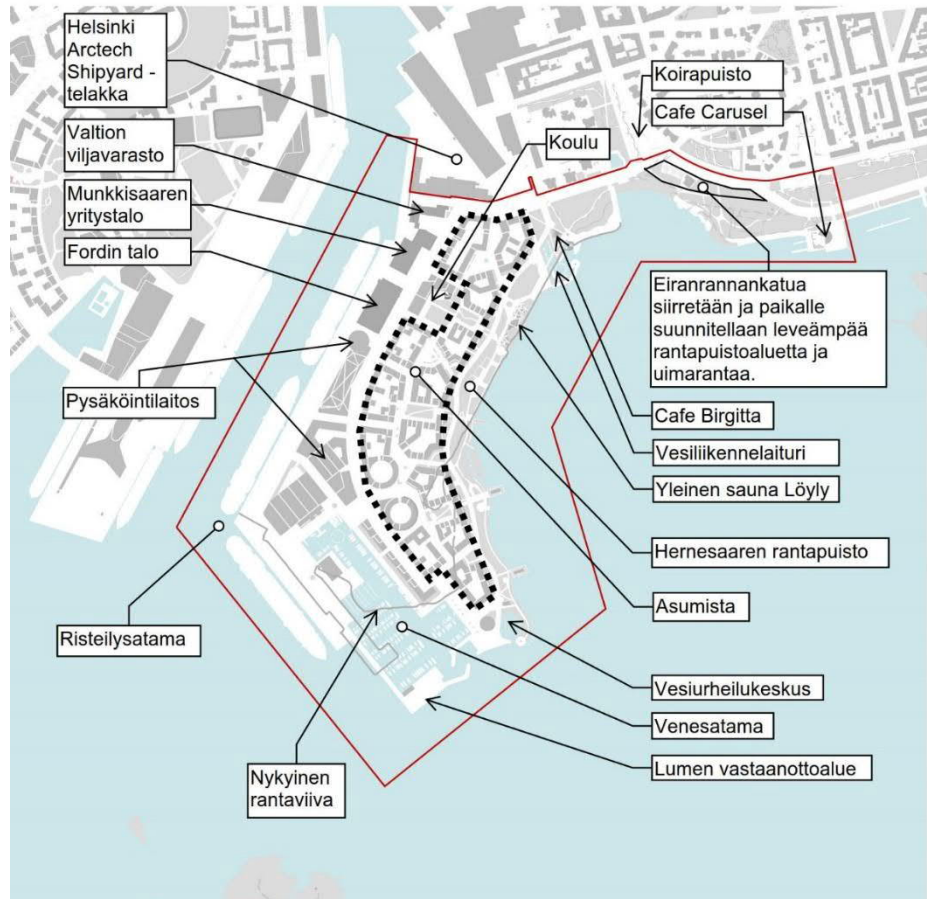 Helsinki
Arctech
Shipyard -
telakka
Valtion
viljavarasto
Munkkisaaren
yritystalo
Fordin talo
Pysäköintilaitos
Risteilysatama
Nykyinen
rantaviiva
Koulu
Koirapuisto
Cafe Carusel
Eiranrannankatua
siirretään ja paikalle
suunnitellaan leveämpää
rantapuistoaluetta ja
uimarantaa.
Cafe Birgitta
Vesiliikennelaituri
Yleinen sauna Löyly
Hernesaaren rantapuisto
Asumista
Vesiurheilukeskus
Venesatama
Lumen vastaanottoalue